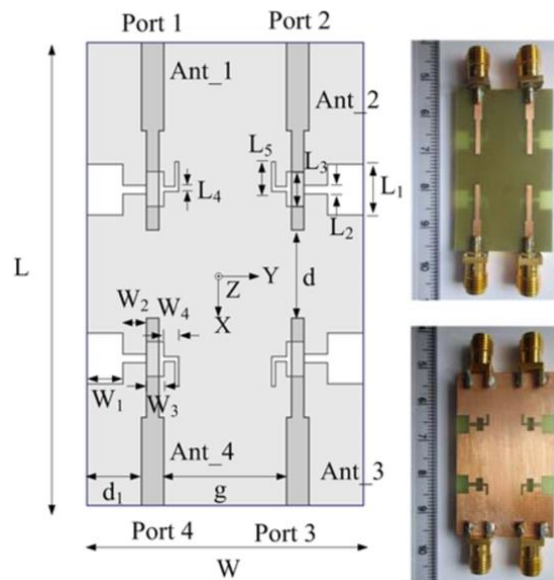 Port 1
Port 2
Ant_1
Ant_2
L5
L3
L4
L1
L2
L
Y
Z
X
d
W2
W4
W1
W3
Ant_4
Ant_3
d1
g
Port 4
Port 3
W